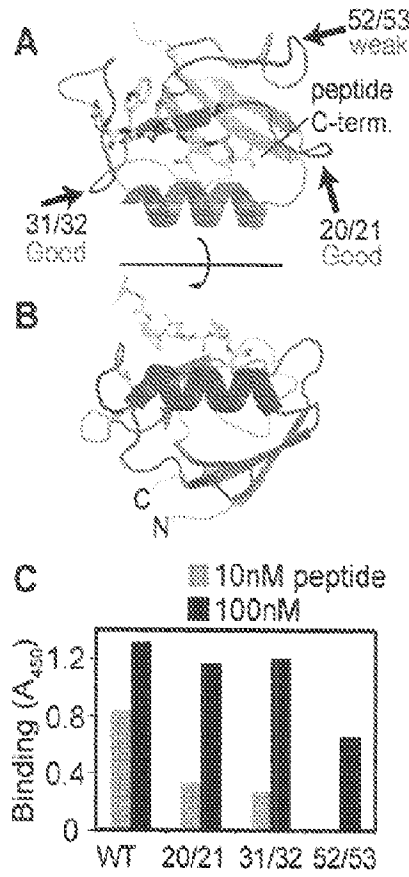 A
52/53
weak
peptide
C-term.
31/32
Good
20/21
Good
B
C
N
C
10nM peptide
100nM
Binding (A450)
1.2
0.8
0.4
0
WT 20/21 31/32 52/53